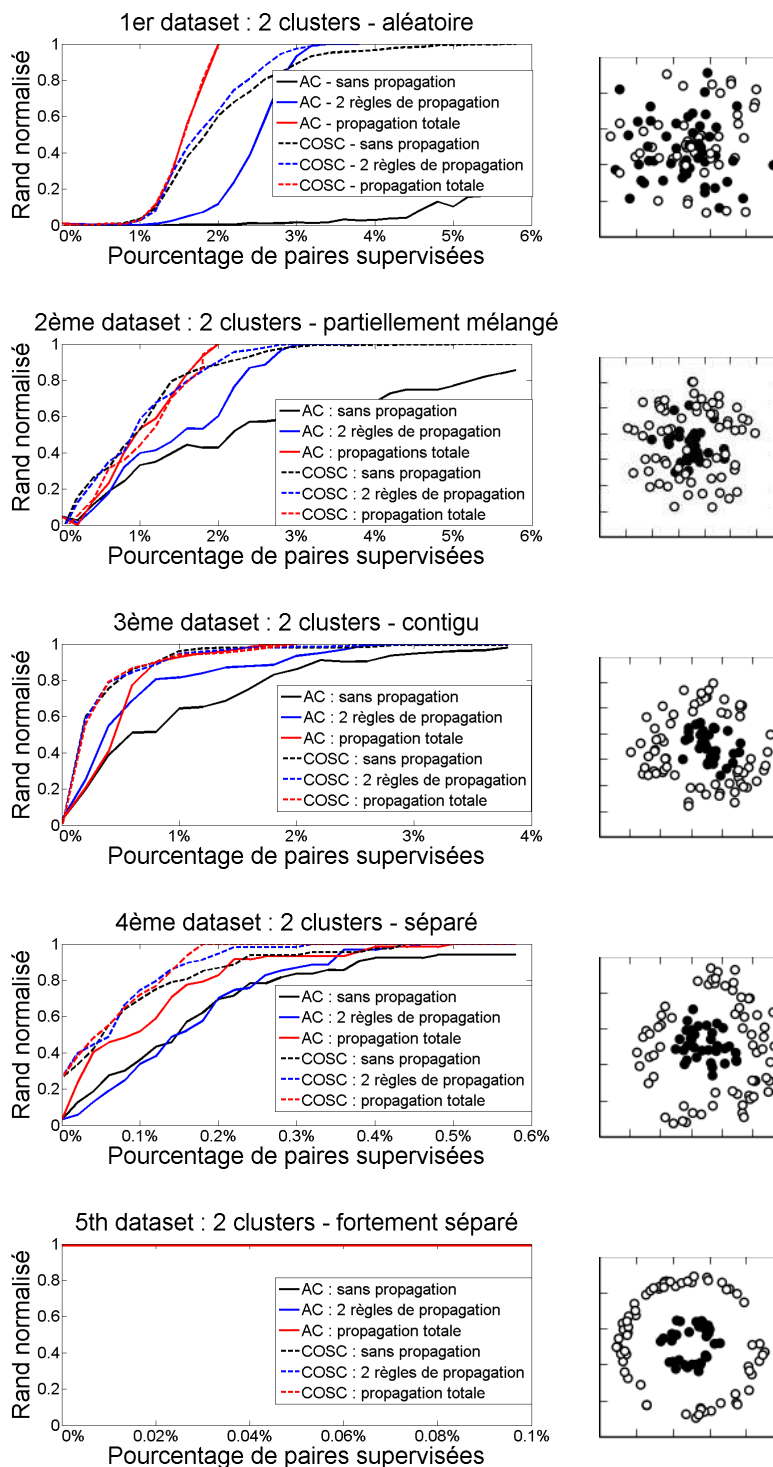 1er dataset : 2 clusters - aléatoire
Rand normalisé
1
0.8
0.6
0.4
0.2
0
AC - sans propagation
AC - 2 règles de propagation
AC - propagation totale
COSC - sans propagation
COSC - 2 règles de propagation
COSC - propagation totale
0% 1% 2% 3% 4% 5% 6%
Pourcentage de paires supervisées
2ème dataset : 2 clusters - partiellement mélangé
Rand normalisé
1
0.8
0.6
0.4
0.2
0
AC : sans propagation
AC : 2 règles de propagation
AC : propagations totale
COSC : sans propagation
COSC : 2 règles de propagation
COSC : propagation totale
0% 1% 2% 3% 4% 5% 6%
Pourcentage de paires supervisées
3ème dataset : 2 clusters - contigu
Rand normalisé
1
0.8
0.6
0.4
0.2
0
AC : sans propagation
AC : 2 règles de propagation
AC : propagation totale
COSC : sans propagation
COSC : 2 règles de propagation
COSC : propagation totale
0% 1% 2% 3% 4%
Pourcentage de paires supervisées
4ème dataset : 2 clusters - séparé
Rand normalisé
1
0.8
0.6
0.4
0.2
0
AC : sans propagation
AC : 2 règles de propagation
AC : propagation totale
COSC : sans propagation
COSC : 2 règles de propagation
COSC : propagation totale
0% 0.1% 0.2% 0.3% 0.4% 0.5% 0.6%
Pourcentage de paires supervisées
5th dataset : 2 clusters - fortement séparé
Rand normalisé
1
0.8
0.6
0.4
0.2
0
AC : sans propagation
AC : 2 règles de propagation
AC : propagation totale
COSC : sans propagation
COSC : 2 règles de propagation
COSC : propagation totale
0% 0.02% 0.04% 0.06% 0.08% 0.1%
Pourcentage de paires supervisées